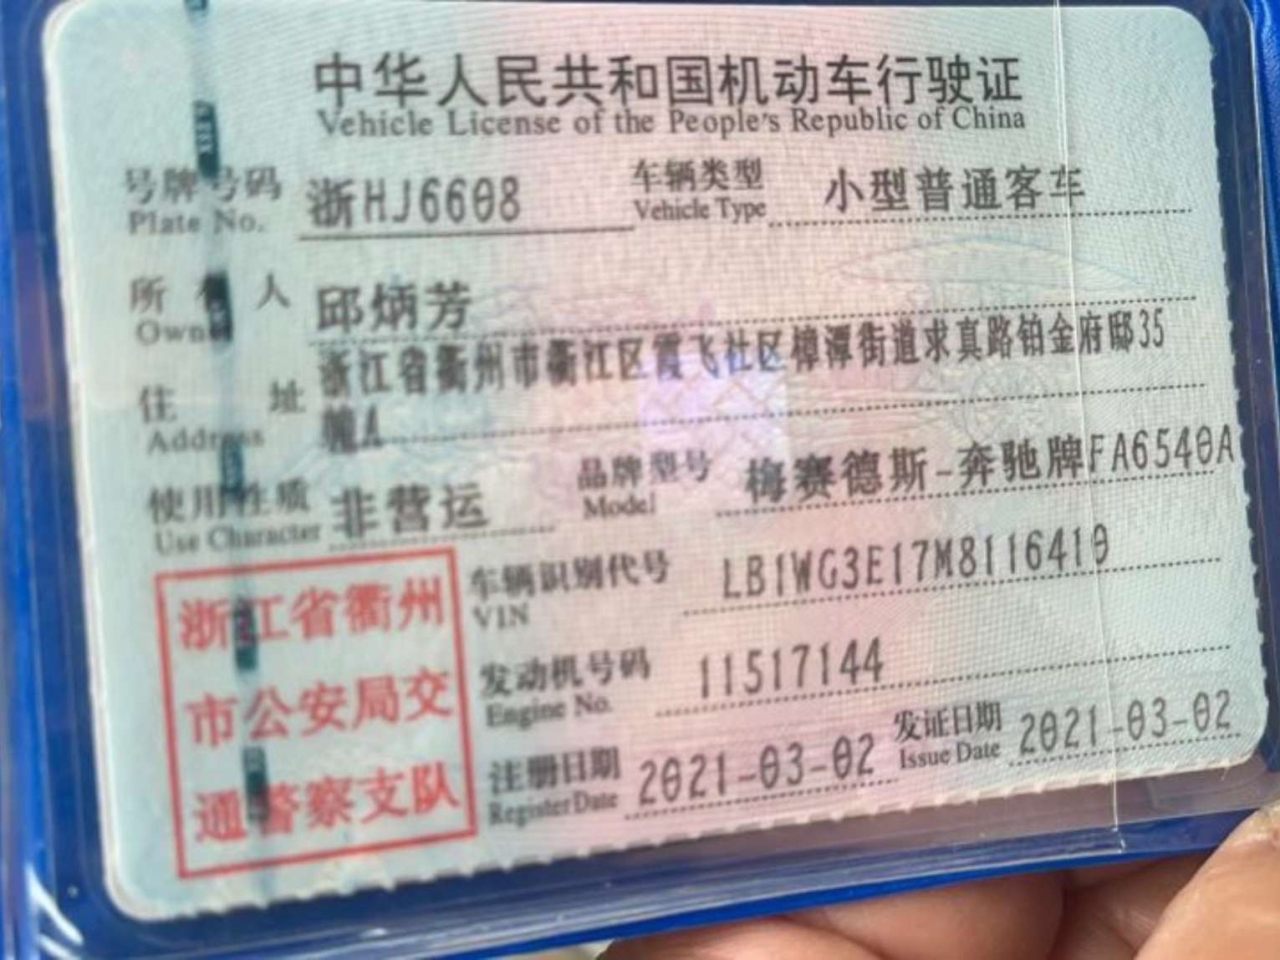 中华人民共和国机动车行驶证
Vehicle License of the People's Republic of China
号牌号码 浙HJ6608 车辆类型 小型普通客车
Plate No. Vehicle Type
所有人 邱炳芳
Owner
浙江省衢州市衢江区霞飞社区樟潭街道求真路铂金府邸35
住址 幢A
Address
使用性质 非营运 品牌型号 梅赛德斯-奔驰牌FA6540A
Use Character Model
浙江省衢州
市公安局交
通警察支队
车辆识别代号 LB1WG3E17M8116410
VIN
发动机号码 11517144
Engine No.
注册日期 2021-03-02 发证日期 2021-03-02
Register Date Issue Date